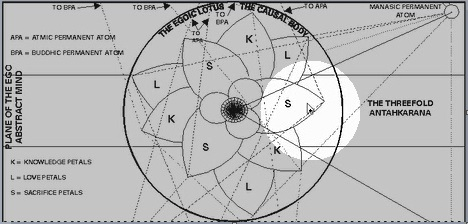 TO BPA
TO BPA
THE EGOIC LOTUS
THE CAUSAL BODY
TO APA
MANASIC PERMANENT
ATOM
TO
APA
TO
BPA
APA = ATMIC PERMANENT ATOM
BPA = BUDDHIC PERMANENT ATOM
K
L
S
L
S
K
S
K
L
PLANE OF THE EGO
ABSTRACT MIND
THE THREEFOLD
ANTAHKARANA
K = KNOWLEDGE PETALS
L = LOVE PETALS
S = SACRIFICE PETALS